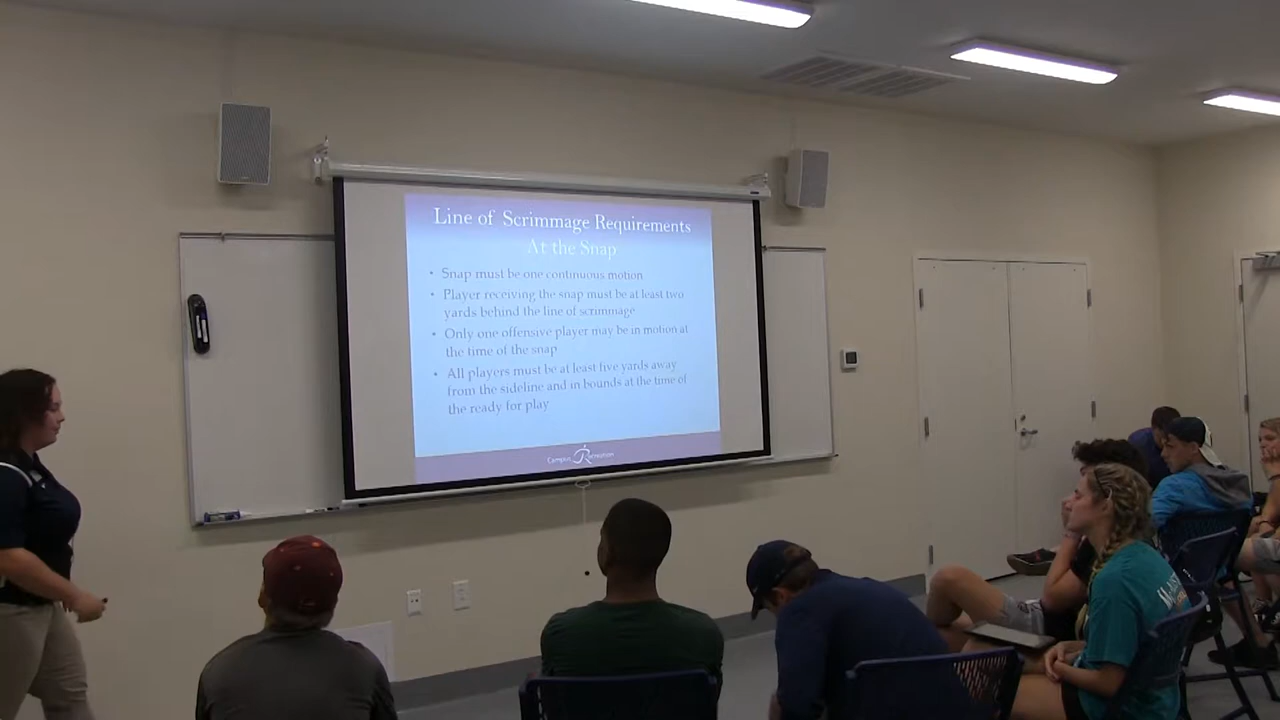 Line of Scrimmage Requirements
At the Snap
• Snap must be one continuous motion
• Player receiving the snap must be at least two
yards behind the line of scrimmage
• Only one offensive player may be in motion at
the time of the snap
• All players must be at least five yards away
from the sideline and in bounds at the time of
the ready for play
Campus Recreation